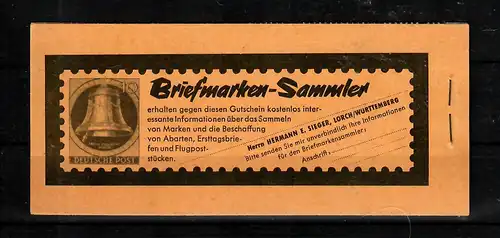 Briefmarken-Sammler
erhalten gegen diesen Gutschein kostenlos inter-
essante Informationen über das Sammeln
von Marken und die Beschaffung
von Abarten, Ersttagsbrie-
fen und Flugpost-
stücken.
Herrn HERMANN E. SIEGER, LORCH/WURTTEMBERG
Bitte senden Sie mir unverbindlich Ihre Informationen
für den Briefmarkensammler:
Anschrift
10
DEUTSCHE POST